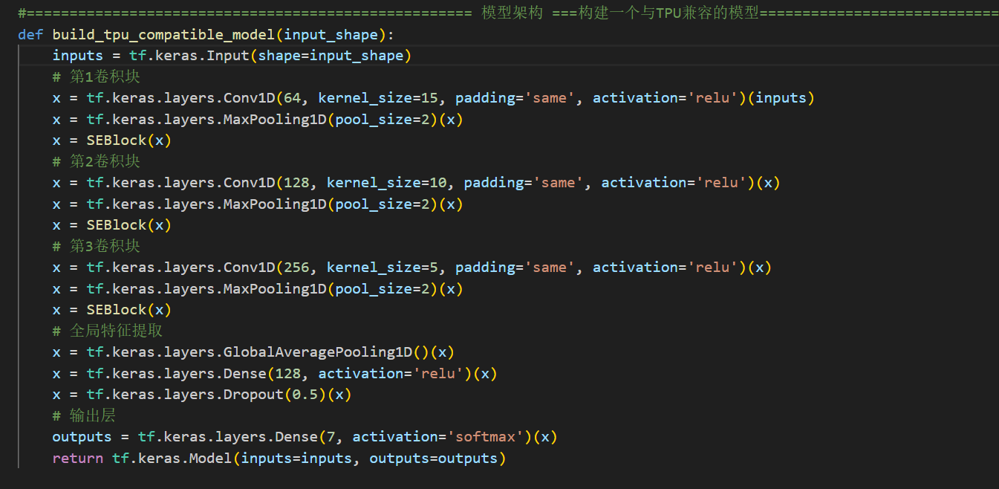 #==================================================== 模型架构 ===构建一个与TPU兼容的模型============================
def build_tpu_compatible_model(input_shape):
    inputs = tf.keras.Input(shape=input_shape)
    # 第1卷积块
    x = tf.keras.layers.Conv1D(64, kernel_size=15, padding='same', activation='relu')(inputs)
    x = tf.keras.layers.MaxPooling1D(pool_size=2)(x)
    x = SEBlock(x)
    # 第2卷积块
    x = tf.keras.layers.Conv1D(128, kernel_size=10, padding='same', activation='relu')(x)
    x = tf.keras.layers.MaxPooling1D(pool_size=2)(x)
    x = SEBlock(x)
    # 第3卷积块
    x = tf.keras.layers.Conv1D(256, kernel_size=5, padding='same', activation='relu')(x)
    x = tf.keras.layers.MaxPooling1D(pool_size=2)(x)
    x = SEBlock(x)
    # 全局特征提取
    x = tf.keras.layers.GlobalAveragePooling1D()(x)
    x = tf.keras.layers.Dense(128, activation='relu')(x)
    x = tf.keras.layers.Dropout(0.5)(x)
    # 输出层
    outputs = tf.keras.layers.Dense(7, activation='softmax')(x)
    return tf.keras.Model(inputs=inputs, outputs=outputs)